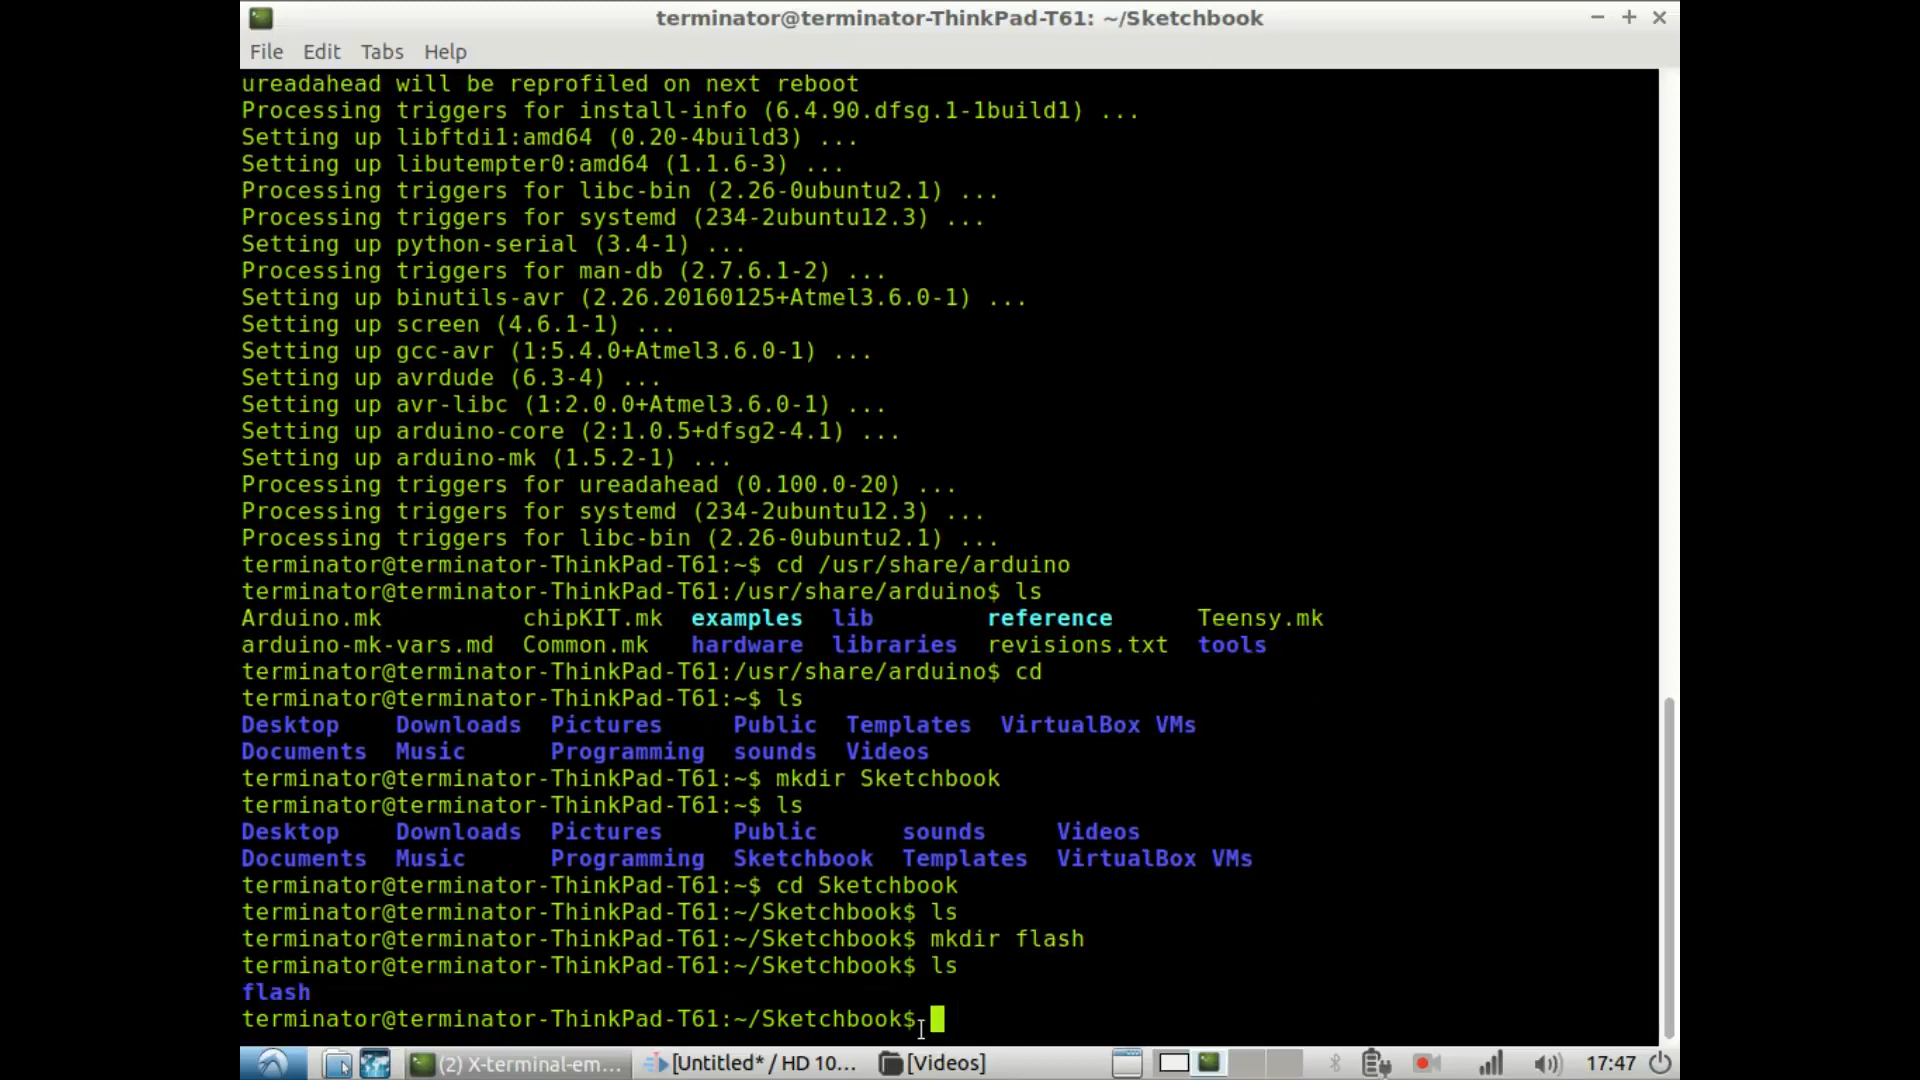 terminator@terminator-ThinkPad-T61: ~/Sketchbook
File Edit Tabs Help
ureadahead will be reprofiled on next reboot
Processing triggers for install-info (6.4.90.dfsg.1-1build1) ...
Setting up libftdi1:amd64 (0.20-4build3) ...
Setting up libutempter0:amd64 (1.1.6-3) ...
Processing triggers for libc-bin (2.26-0ubuntu2.1) ...
Processing triggers for systemd (234-2ubuntu12.3) ...
Setting up python-serial (3.4-1) ...
Processing triggers for man-db (2.7.6.1-2) ...
Setting up binutils-avr (2.26.20160125+Atmel3.6.0-1) ...
Setting up screen (4.6.1-1) ...
Setting up gcc-avr (1:5.4.0+Atmel3.6.0-1) ...
Setting up avrdude (6.3-4) ...
Setting up avr-libc (1:2.0.0+Atmel3.6.0-1) ...
Setting up arduino-core (2:1.0.5+dfsg2-4.1) ...
Setting up arduino-mk (1.5.2-1) ...
Processing triggers for ureadahead (0.100.0-20) ...
Processing triggers for systemd (234-2ubuntu12.3) ...
Processing triggers for libc-bin (2.26-0ubuntu2.1) ...
terminator@terminator-ThinkPad-T61:~$ cd /usr/share/arduino
terminator@terminator-ThinkPad-T61:/usr/share/arduino$ ls
Arduino.mk chipKIT.mk examples lib reference Teensy.mk
arduino-mk-vars.md Common.mk hardware libraries revisions.txt tools
terminator@terminator-ThinkPad-T61:/usr/share/arduino$ cd
terminator@terminator-ThinkPad-T61:~$ ls
Desktop Downloads Pictures Public Templates VirtualBox VMs
Documents Music Programming sounds Videos
terminator@terminator-ThinkPad-T61:~$ mkdir Sketchbook
terminator@terminator-ThinkPad-T61:~$ ls
Desktop Downloads Pictures Public sounds Videos
Documents Music Programming Sketchbook Templates VirtualBox VMs
terminator@terminator-ThinkPad-T61:~$ cd Sketchbook
terminator@terminator-ThinkPad-T61:~/Sketchbook$ ls
terminator@terminator-ThinkPad-T61:~/Sketchbook$ mkdir flash
terminator@terminator-ThinkPad-T61:~/Sketchbook$ ls
flash
terminator@terminator-ThinkPad-T61:~/Sketchbook$
(2) X-terminal-em... [Untitled* / HD 10... [Videos] 17:47